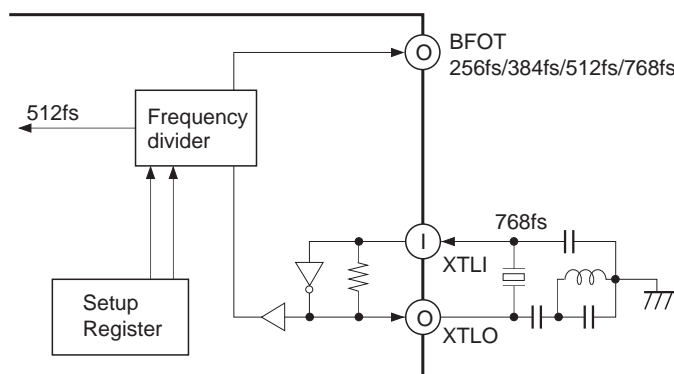 O
BFOT
256fs/384fs/512fs/768fs
512fs
Frequency
divider
768fs
I
XTLI
Setup
Register
O
XTLO